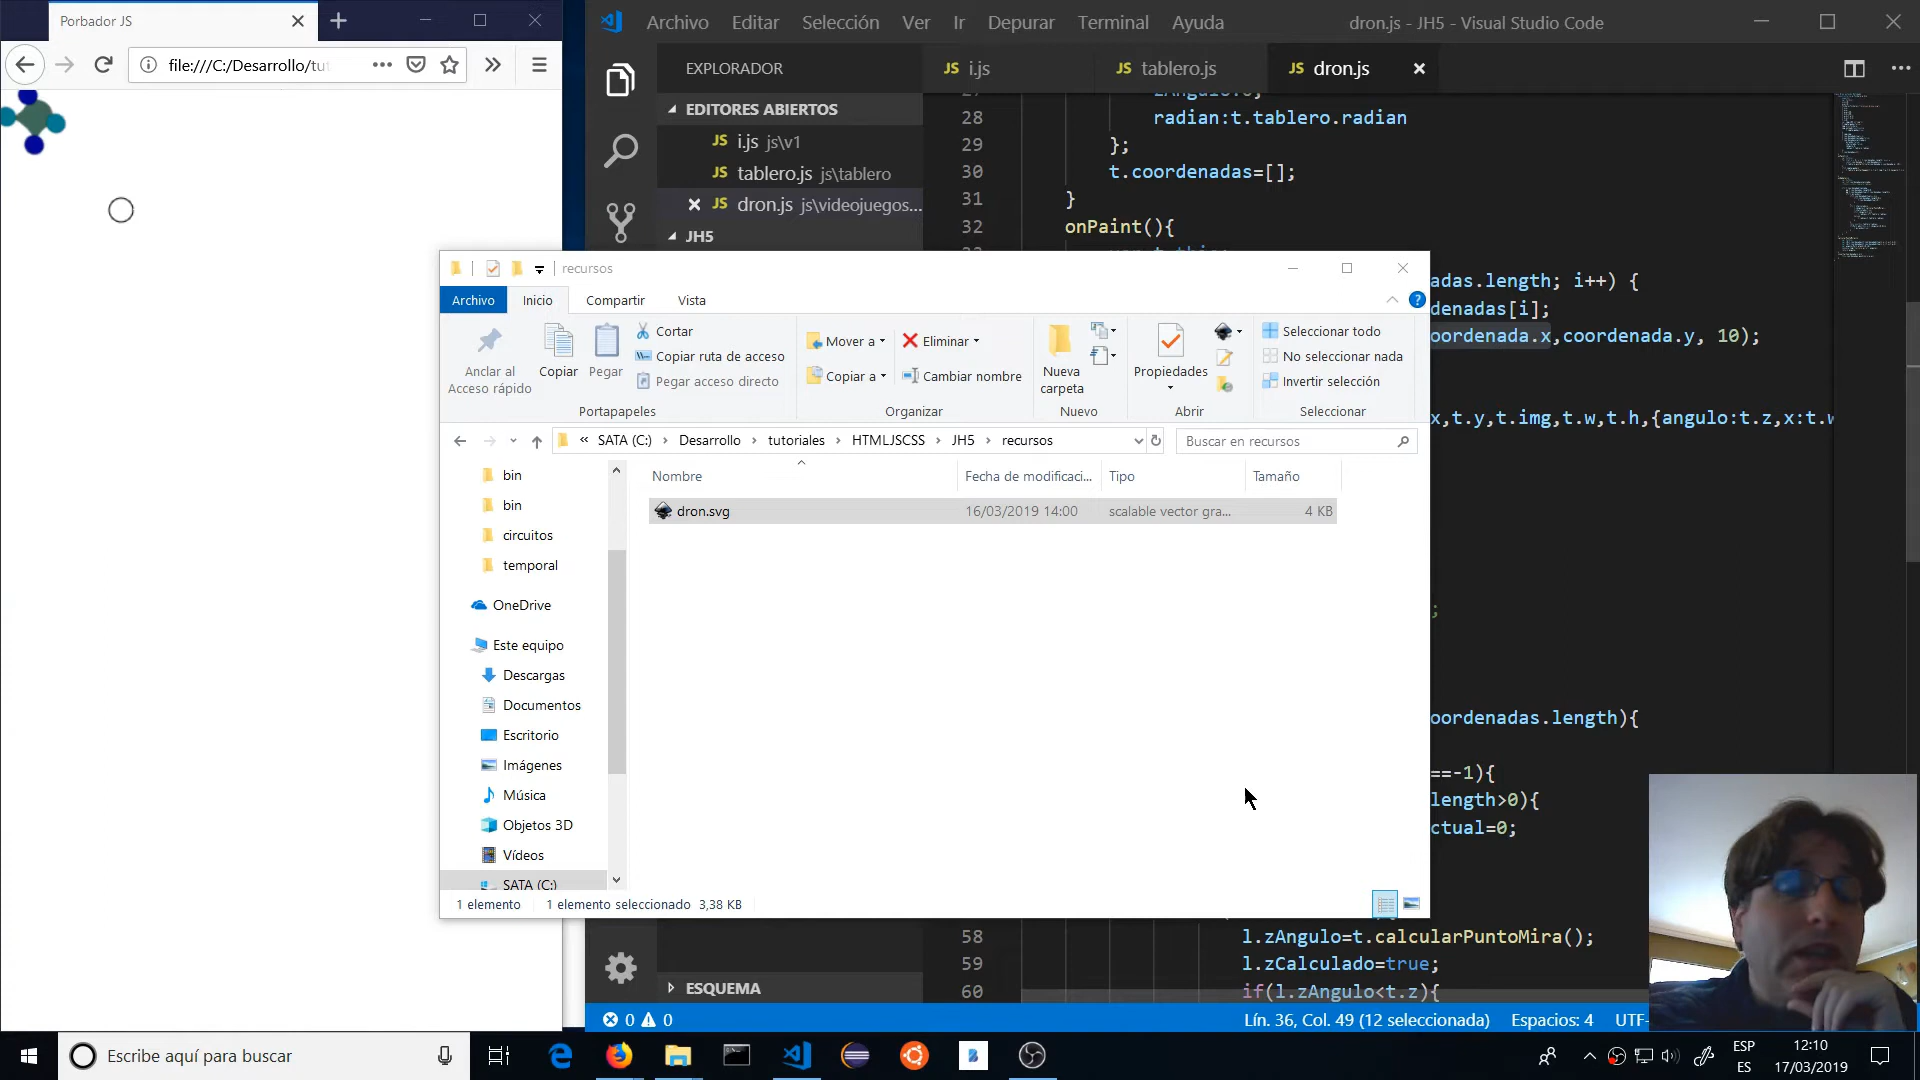 Porbador JS
file:///C:/Desarrollo/tut
Archivo Editar Selección Ver Ir Depurar Terminal Ayuda
dron.js - JH5 - Visual Studio Code
EXPLORADOR
EDITORES ABIERTOS
JS i.js js\v1
JS tablero.js js\tablero
JS dron.js js\videojuegos...
JH5
JS i.js
JS tablero.js
JS dron.js
28 radian:t.tablero.radian
29 };
30 t.coordenadas=[];
31 }
32 onPaint(){
adas.length; i++) {
denadas[i];
oordenada.x,coordenada.y, 10);
x,t.y,t.img,t.w,t.h,{angulo:t.z,x:t.w
;
oordenadas.length){
==-1){
length>0){
ctual=0;
58 l.zAngulo=t.calcularPuntoMira();
59 l.zCalculado=true;
60 if(l.zAngulo<t.z){
ESQUEMA
0 0
Lín. 36, Col. 49 (12 seleccionada) Espacios: 4 UTF-
recursos
Archivo Inicio Compartir Vista
Anclar al
Acceso rápido
Copiar
Pegar
Cortar
Copiar ruta de acceso
Pegar acceso directo
Portapapeles
Mover a
Copiar a
Eliminar
Cambiar nombre
Organizar
Nueva
carpeta
Nuevo
Propiedades
Abrir
Seleccionar todo
No seleccionar nada
Invertir selección
Seleccionar
« SATA (C:) › Desarrollo › tutoriales › HTMLJSCSS › JH5 › recursos
Buscar en recursos
Nombre Fecha de modificaci... Tipo Tamaño
dron.svg 16/03/2019 14:00 scalable vector gra... 4 KB
bin
bin
circuitos
temporal
OneDrive
Este equipo
Descargas
Documentos
Escritorio
Imágenes
Música
Objetos 3D
Vídeos
SATA (C:)
1 elemento 1 elemento seleccionado 3,38 KB
Escribe aquí para buscar
ESP
ES
12:10
17/03/2019